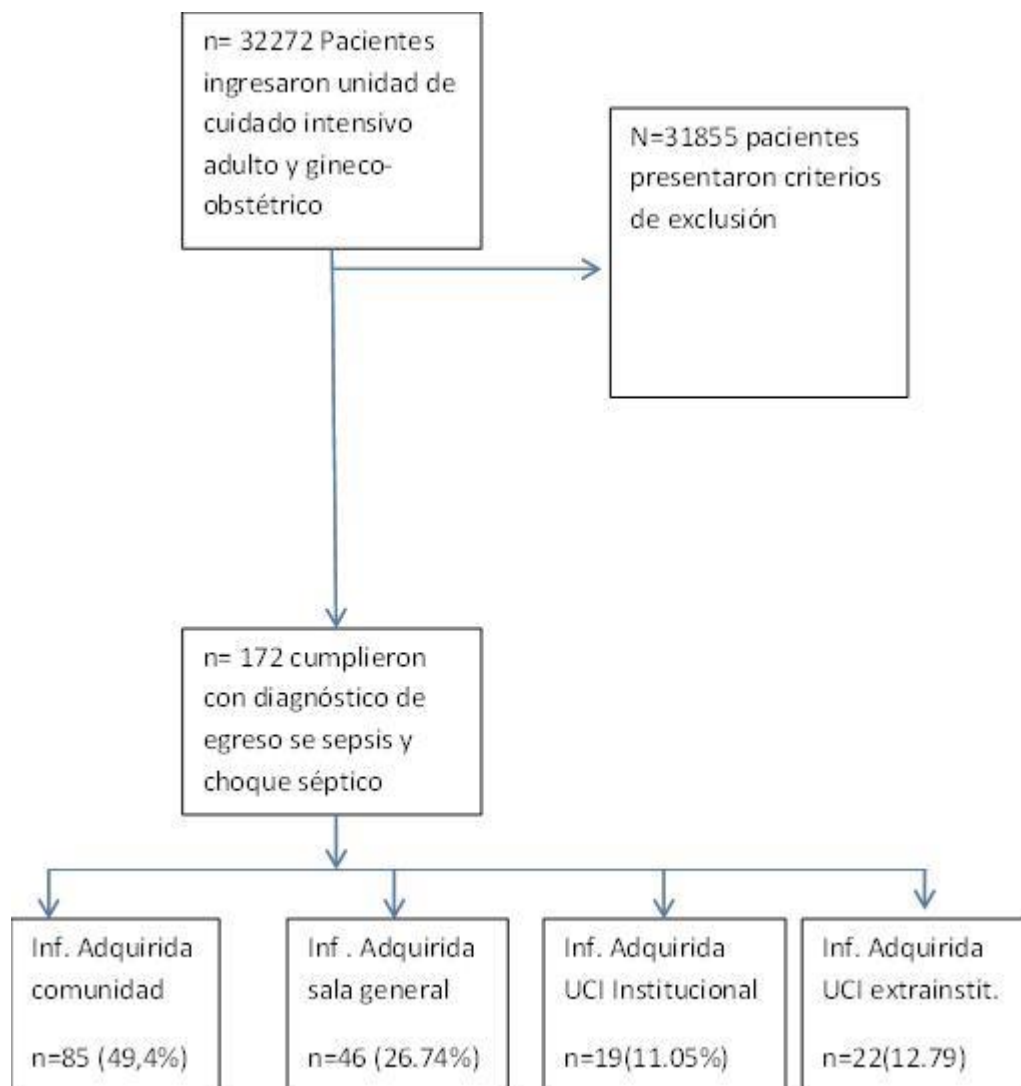 n= 32272 Pacientes
ingresaron unidad de
cuidado intensivo
adulto y gineco-
obstétrico
N=31855 pacientes
presentaron criterios
de exclusión
n= 172 cumplieron
con diagnóstico de
egreso se sepsis y
choque séptico
Inf. Adquirida
comunidad
n=85 (49,4%)
Inf . Adquirida
sala general
n=46 (26.74%)
Inf. Adquirida
UCI Institucional
n=19(11.05%)
Inf. Adquirida
UCI extrainstit.
n=22(12.79)